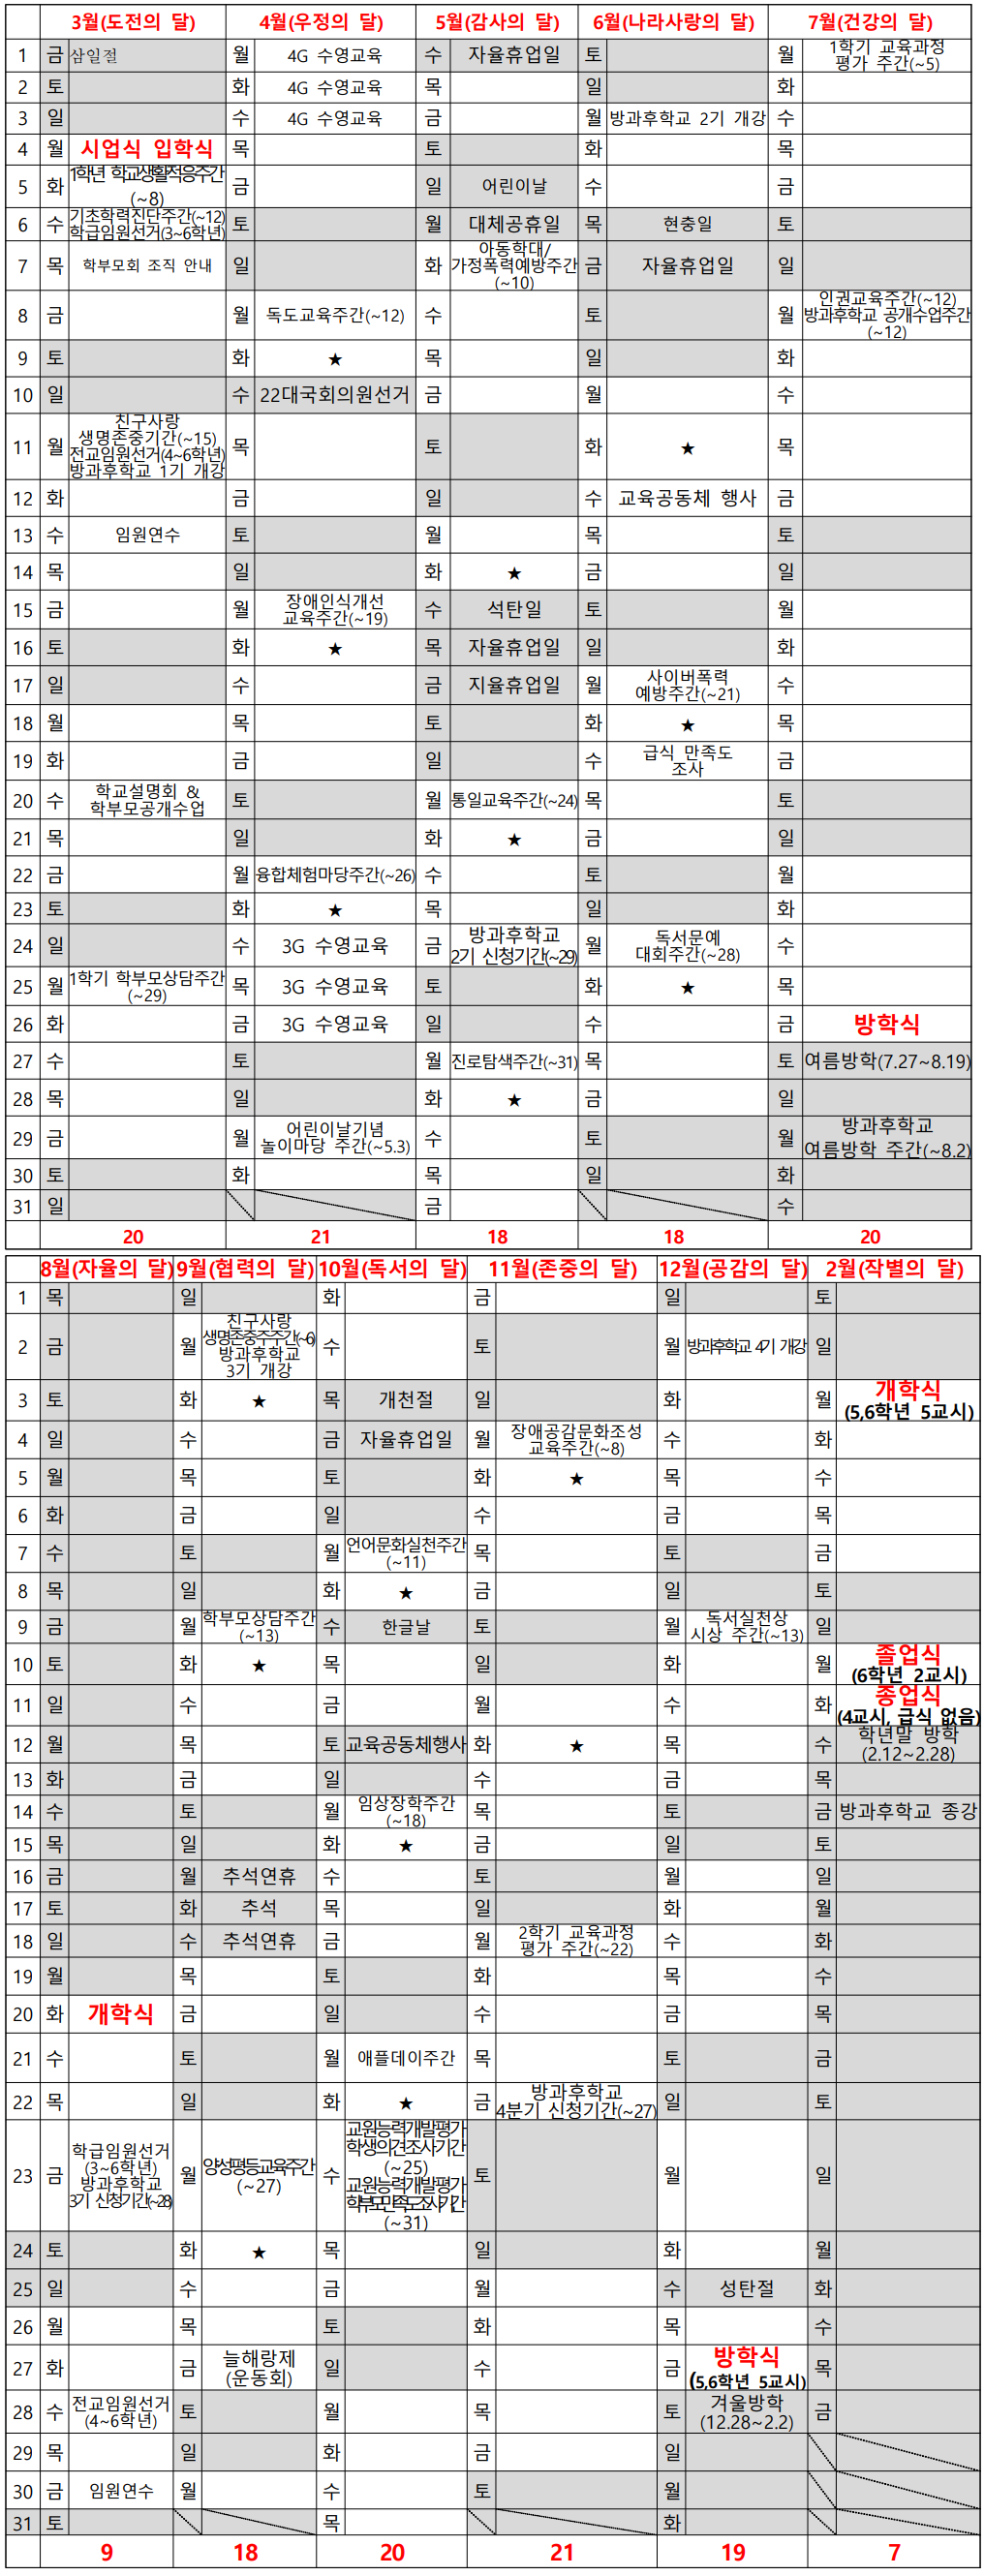 3월(도전의 달) 4월(우정의 달) 5월(감사의 달) 6월(나라사랑의 달) 7월(건강의 달)
1 금 삼일절 월 4G 수영교육 수 자율휴업일 토 월 1학기 교육과정
평가 주간(~5)
2 토 화 4G 수영교육 목 일 화
3 일 수 4G 수영교육 금 월 방과후학교 2기 개강 수
4 월 시업식 입학식 목 토 화 목
5 화 1학년 학교생활적응주간
(~8) 금 일 어린이날 수 금
6 수 기초학력진단주간(~12)
학급임원선거(3~6학년) 토 월 대체공휴일 목 현충일 토
7 목 학부모회 조직 안내 일 화 아동학대/
가정폭력예방주간
(~10) 금 자율휴업일 일
8 금 월 독도교육주간(~12) 수 토 월 인권교육주간(~12)
방과후학교 공개수업주간
(~12)
9 토 화 ★ 목 일 화
10 일 수 22대국회의원선거 금 월 수
11 월 친구사랑
생명존중기간(~15)
전교임원선거(4~6학년)
방과후학교 1기 개강 목 토 화 ★ 목
12 화 금 일 수 교육공동체 행사 금
13 수 임원연수 토 월 목 토
14 목 일 화 ★ 금 일
15 금 월 장애인식개선
교육주간(~19) 수 석탄일 토 월
16 토 화 ★ 목 자율휴업일 일 화
17 일 수 금 지율휴업일 월 사이버폭력
예방주간(~21) 수
18 월 목 토 화 ★ 목
19 화 금 일 수 급식 만족도
조사 금
20 수 학교설명회 &
학부모공개수업 토 월 통일교육주간(~24) 목 토
21 목 일 화 ★ 금 일
22 금 월 융합체험마당주간(~26) 수 토 월
23 토 화 ★ 목 일 화
24 일 수 3G 수영교육 금 방과후학교
2기 신청기간(~29) 월 독서문예
대회주간(~28) 수
25 월 1학기 학부모상담주간
(~29) 목 3G 수영교육 토 화 ★ 목
26 화 금 3G 수영교육 일 수 금 방학식
27 수 토 월 진로탐색주간(~31) 목 토 여름방학(7.27~8.19)
28 목 일 화 ★ 금 일
29 금 월 어린이날기념
놀이마당 주간(~5.3) 수 토 월 방과후학교
여름방학 주간(~8.2)
30 토 화 목 일 화
31 일 금 수
20 21 18 18 20
8월(자율의 달) 9월(협력의 달) 10월(독서의 달) 11월(존중의 달) 12월(공감의 달) 2월(작별의 달)
1 목 일 화 금 일 토
2 금 월 친구사랑
생명존중주주간(~6)
방과후학교
3기 개강 수 토 월 방과후학교 4기 개강 일
3 토 화 ★ 목 개천절 일 화 월 개학식
(5,6학년 5교시)
4 일 수 금 자율휴업일 월 장애공감문화조성
교육주간(~8) 수 화
5 월 목 토 화 ★ 목 수
6 화 금 일 수 금 목
7 수 토 월 언어문화실천주간
(~11) 목 토 금
8 목 일 화 ★ 금 일 토
9 금 월 학부모상담주간
(~13) 수 한글날 토 월 독서실천상
시상 주간(~13) 일
10 토 화 ★ 목 일 화 월 졸업식
(6학년 2교시)
11 일 수 금 월 수 화 종업식
(4교시, 급식 없음)
12 월 목 토 교육공동체행사 화 ★ 목 수 학년말 방학
(2.12~2.28)
13 화 금 일 수 금 목
14 수 토 월 임상장학주간
(~18) 목 토 금 방과후학교 종강
15 목 일 화 ★ 금 일 토
16 금 월 추석연휴 수 토 월 일
17 토 화 추석 목 일 화 월
18 일 수 추석연휴 금 월 2학기 교육과정
평가 주간(~22) 수 화
19 월 목 토 화 목 수
20 화 개학식 금 일 수 금 목
21 수 토 월 애플데이주간 목 토 금
22 목 일 화 ★ 금 방과후학교
4분기 신청기간(~27) 일 토
23 금 학급임원선거
(3~6학년)
방과후학교
3기 신청기간(~28) 월 양성평등교육주간
(~27) 수 교원능력개발평가
학생의견조사기간
(~25)
교원능력개발평가
학부모만족도조사기간
(~31) 토 월 일
24 토 화 ★ 목 일 화 월
25 일 수 금 월 수 성탄절 화
26 월 목 토 화 목 수
27 화 금 늘해랑제
(운동회) 일 수 금 방학식
(5,6학년 5교시) 목
28 수 전교임원선거
(4~6학년) 토 월 목 토 겨울방학
(12.28~2.2) 금
29 목 일 화 금 일
30 금 임원연수 월 수 토 월
31 토 목 화
9 18 20 21 19 7